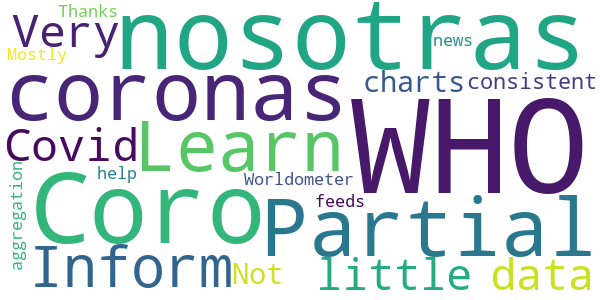 Thanks
Very
nosotras
news
Mostly
coronas
charts
consistent
WHO
Covid
Learn
aggregation
help
Worldometer
Coro
feeds
Partial
Inform
Not
little
data